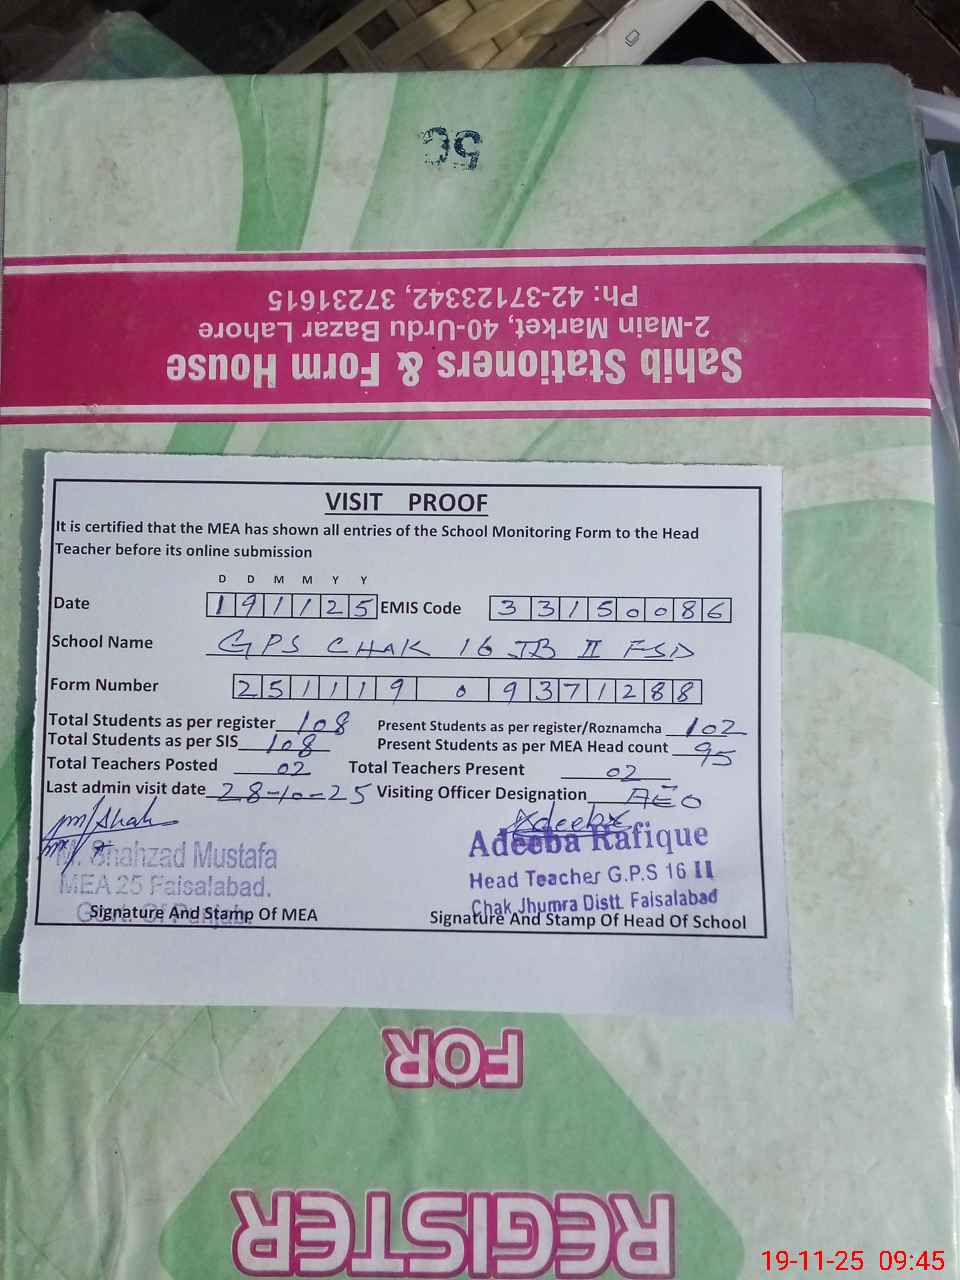 5C
Ph: 42-37123342, 37231615
2-Main Market, 40-Urdu Bazar Lahore
Sahib Stationers & Form House
VISIT PROOF
It is certified that the MEA has shown all entries of the School Monitoring Form to the Head
Teacher before its online submission
D D M M Y Y
Date 1 9 1 1 2 5 EMIS Code 3 3 1 5 0 0 8 6
School Name GPS CHAK 16 JB II FSD
Form Number 2 5 1 1 1 9 0 9 3 7 1 2 8 8
Total Students as per register 108 Present Students as per register/Roznamcha 102
Total Students as per SIS 108 Present Students as per MEA Head count 95
Total Teachers Posted 02 Total Teachers Present 02
Last admin visit date 28-10-25 Visiting Officer Designation AEO
Adeeba
M. Shahzad Mustafa Adeeba Rafique
MEA 25 Faisalabad. Head Teacher G.P.S 16 II
Govt. Of Punjab. Chak Jhumra Distt. Faisalabad
Signature And Stamp Of MEA Signature And Stamp Of Head Of School
FOR
REGISTER
19-11-25 09:45